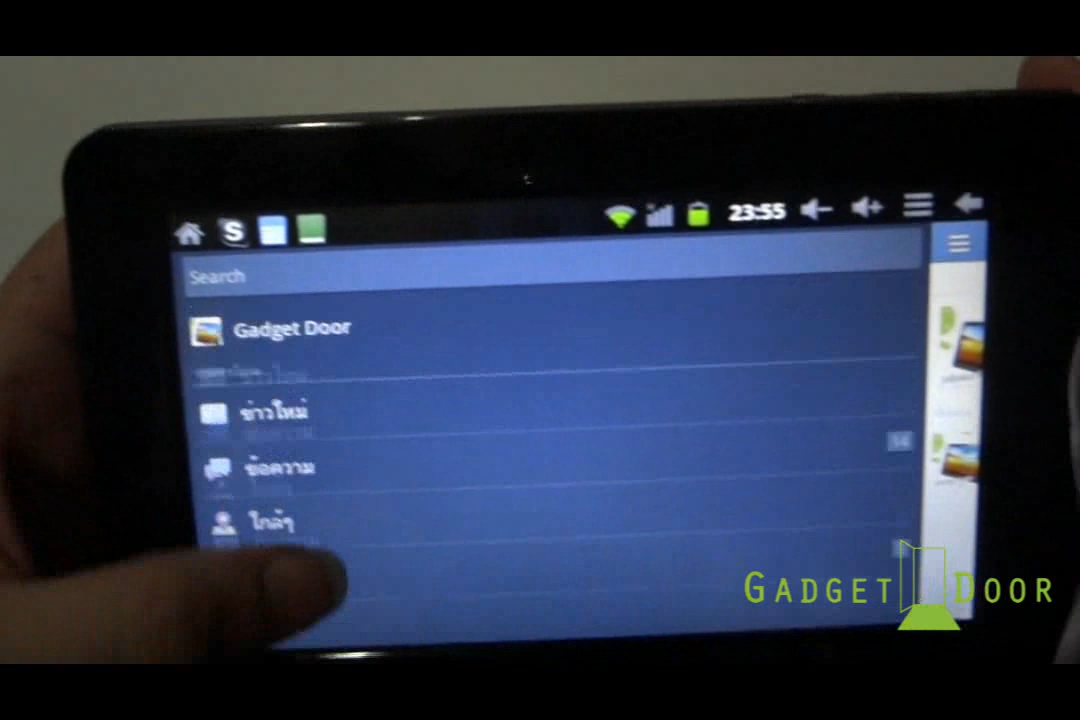 S
23:55
Search
Gadget Door
ข่าวใหม่
14
ข้อความ
ใกล้ๆ
GADGET DOOR